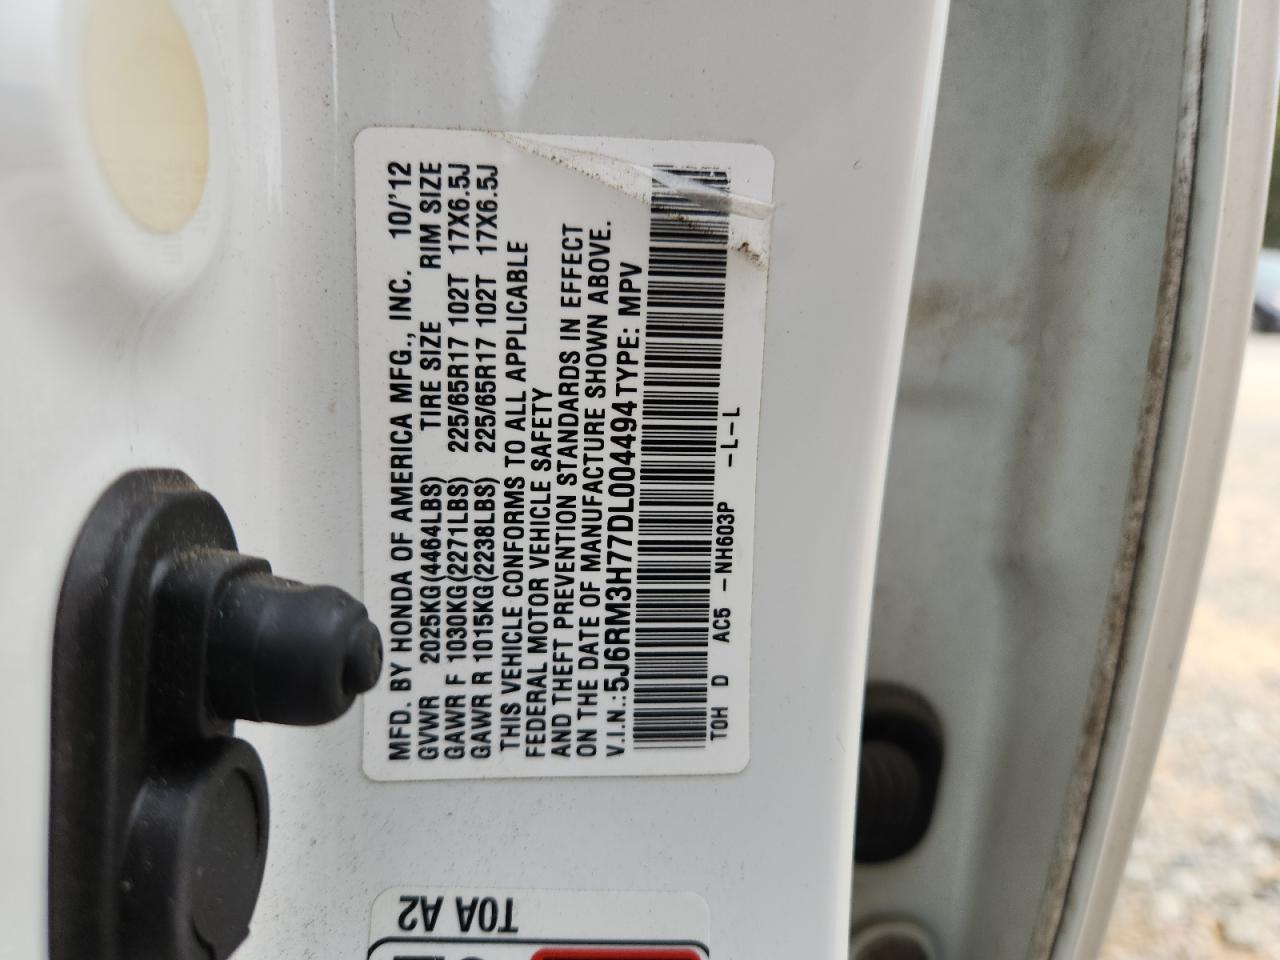 MFD. BY HONDA OF AMERICA MFG., INC. 10/'12
GVWR 2025KG(4464LBS) TIRE SIZE RIM SIZE
GAWR F 1030KG(2271LBS) 225/65R17 102T 17X6.5J
GAWR R 1015KG(2238LBS) 225/65R17 102T 17X6.5J
THIS VEHICLE CONFORMS TO ALL APPLICABLE
FEDERAL MOTOR VEHICLE SAFETY
AND THEFT PREVENTION STANDARDS IN EFFECT
ON THE DATE OF MANUFACTURE SHOWN ABOVE.
V.I.N.:5J6RM3H77DL004494 TYPE: MPV
TOH D AC5 -NH603P -L-L
T0A A2